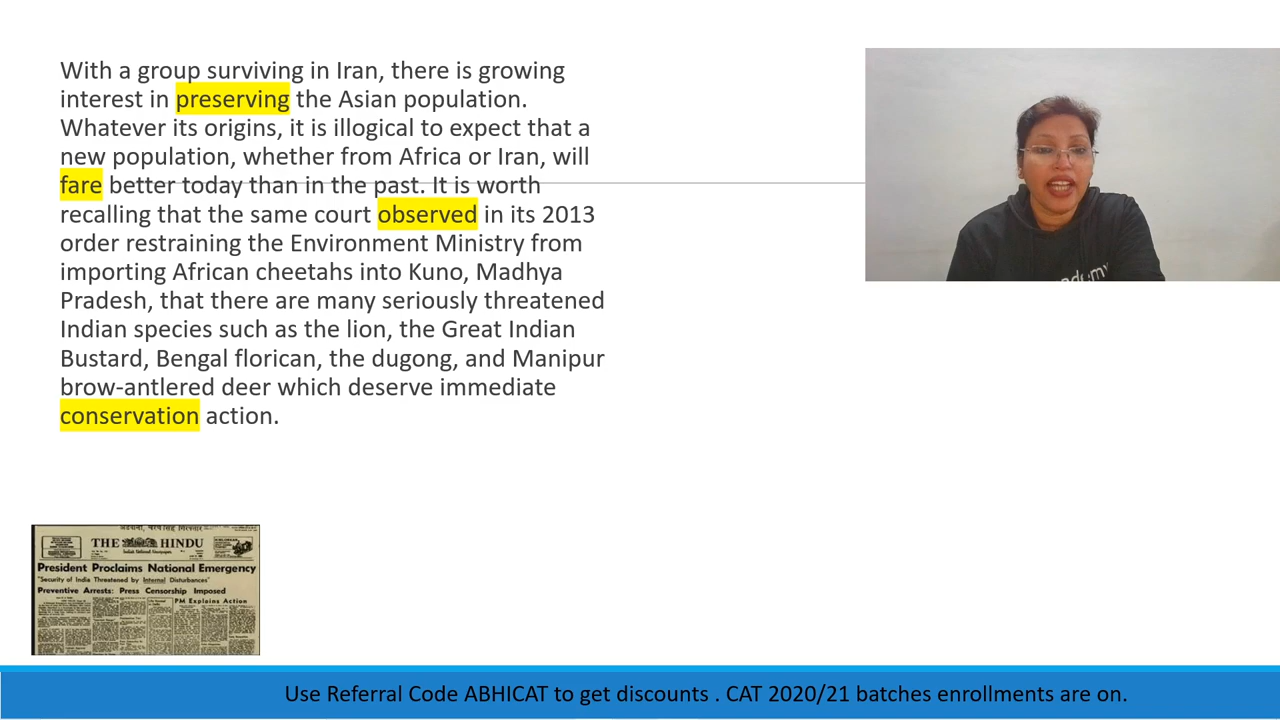 With a group surviving in Iran, there is growing
interest in preserving the Asian population.
Whatever its origins, it is illogical to expect that a
new population, whether from Africa or Iran, will
fare better today than in the past. It is worth
recalling that the same court observed in its 2013
order restraining the Environment Ministry from
importing African cheetahs into Kuno, Madhya
Pradesh, that there are many seriously threatened
Indian species such as the lion, the Great Indian
Bustard, Bengal florican, the dugong, and Manipur
brow-antlered deer which deserve immediate
conservation action.
THE HINDU
India's National Newspaper
President Proclaims National Emergency
"Security of India Threatened by Internal Disturbances"
Preventive Arrests: Press Censorship Imposed
PM Explains Action
Use Referral Code ABHICAT to get discounts . CAT 2020/21 batches enrollments are on.